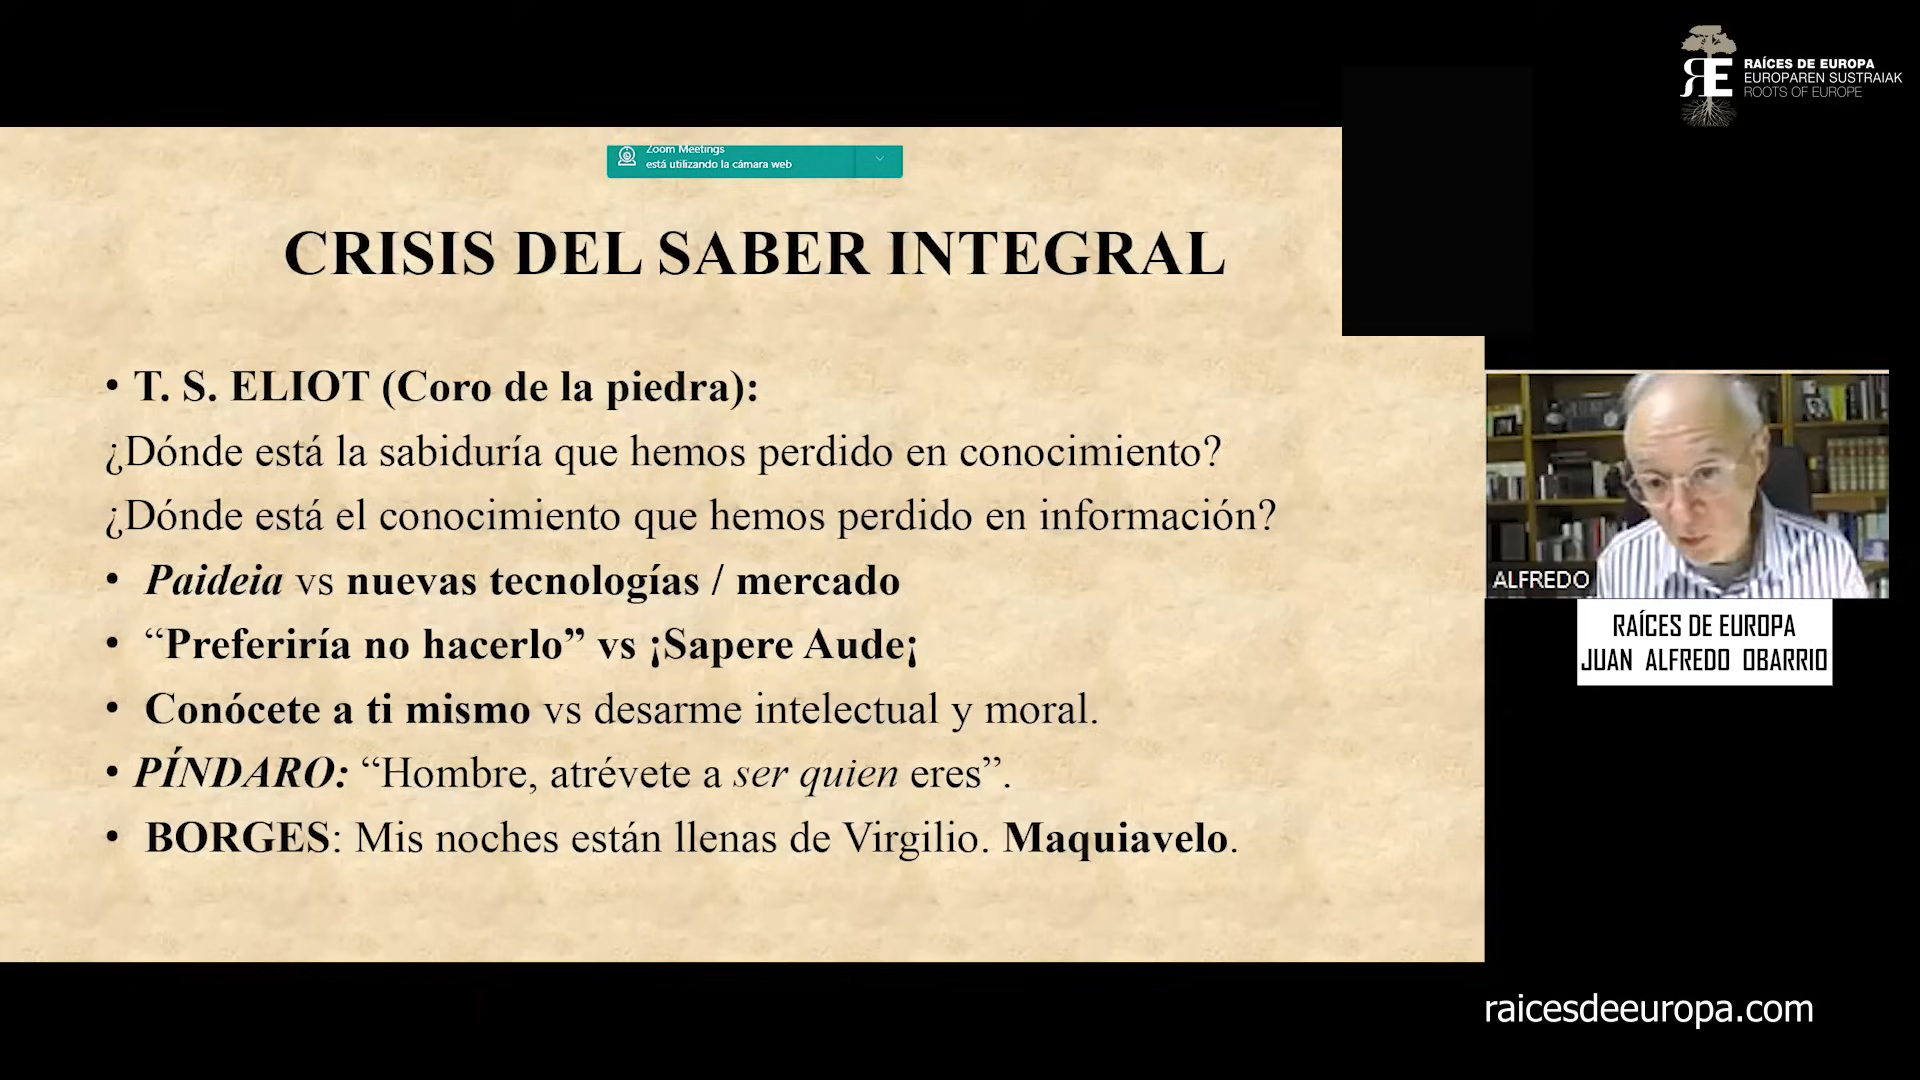 RAÍCES DE EUROPA
EUROPAREN SUSTRAIAK
ROOTS OF EUROPE
Zoom Meetings
está utilizando la cámara web
CRISIS DEL SABER INTEGRAL
• T. S. ELIOT (Coro de la piedra):
¿Dónde está la sabiduría que hemos perdido en conocimiento?
¿Dónde está el conocimiento que hemos perdido en información?
• Paideia vs nuevas tecnologías / mercado
• “Preferiría no hacerlo” vs ¡Sapere Aude¡
• Conócete a ti mismo vs desarme intelectual y moral.
• PÍNDARO: “Hombre, atrévete a ser quien eres”.
• BORGES: Mis noches están llenas de Virgilio. Maquiavelo.
ALFREDO
RAÍCES DE EUROPA
JUAN ALFREDO OBARRIO
raicesdeeuropa.com